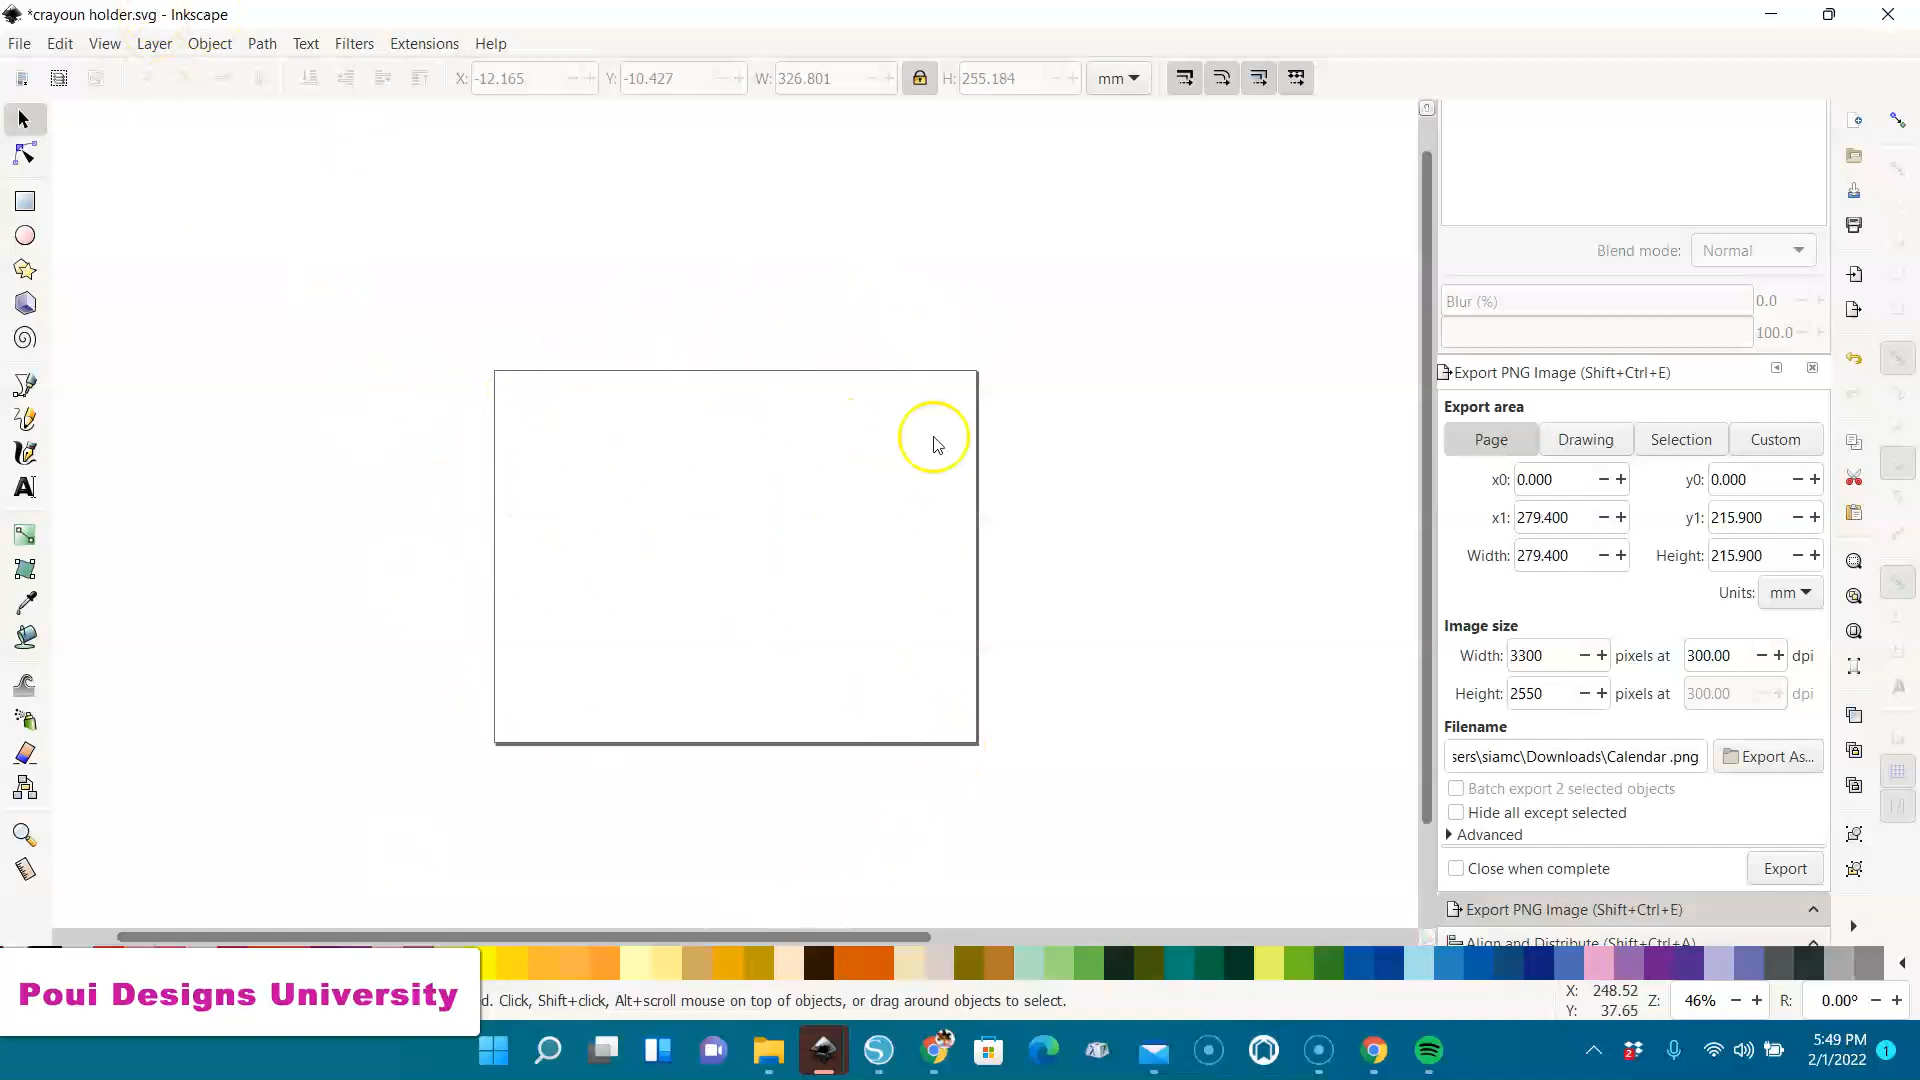 *crayoun holder.svg - Inkscape
File Edit View Layer Object Path Text Filters Extensions Help
X: -12.165 Y: -10.427 W: 326.801 H: 255.184 mm
Blend mode: Normal
Blur (%) 0.0
100.0
Export PNG Image (Shift+Ctrl+E)
Export area
Page Drawing Selection Custom
x0: 0.000 y0: 0.000
x1: 279.400 y1: 215.900
Width: 279.400 Height: 215.900
Units: mm
Image size
Width: 3300 pixels at 300.00 dpi
Height: 2550 pixels at 300.00 dpi
Filename
sers\siamc\Downloads\Calendar .png Export As...
Batch export 2 selected objects
Hide all except selected
Advanced
Close when complete Export
Export PNG Image (Shift+Ctrl+E)
Align and Distribute (Shift+Ctrl+A)
Poui Designs University
d. Click, Shift+click, Alt+scroll mouse on top of objects, or drag around objects to select.
X: 248.52 Z: 46% R: 0.00°
Y: 37.65
5:49 PM
2/1/2022 1